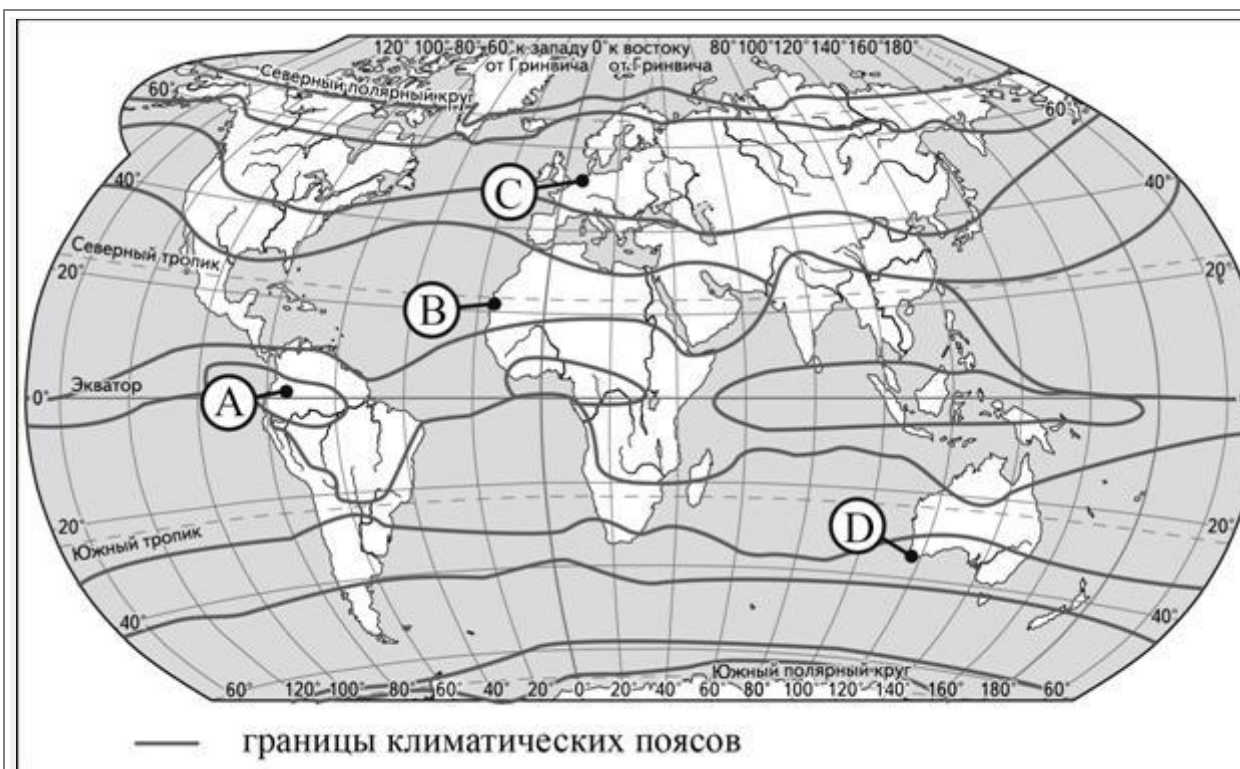 120° 100° 80° 60° к западу 0° к востоку 80° 100° 120° 140° 160° 180°
от Гринвича от Гринвича
Северный полярный круг
60°
60°
C
40°
40°
Северный тропик
20°
20°
B
Экватор
0°
A
D
20°
20°
Южный тропик
40°
40°
Южный полярный круг
60° 120° 100° 80° 60° 40° 20° 0° 20° 40° 60° 80° 100° 120° 140° 160° 180° 60°
границы климатических поясов